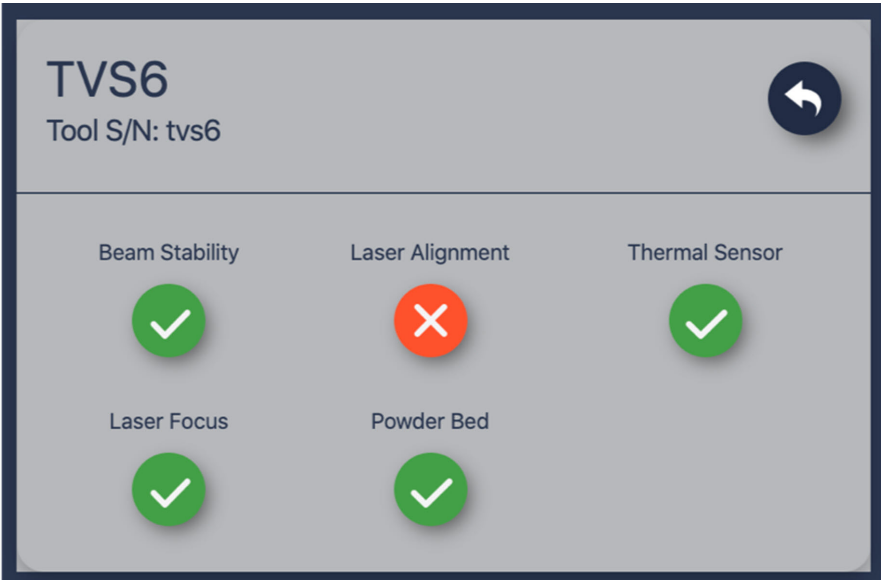 TVS6
Tool S/N: tvs6
Beam Stability
Laser Alignment
Thermal Sensor
Laser Focus
Powder Bed